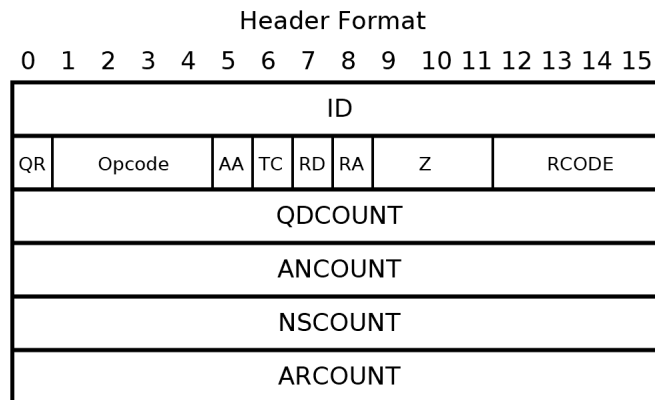 Header Format
0 1 2 3 4 5 6 7 8 9 10 11 12 13 14 15
ID
QR Opcode AA TC RD RA Z RCODE
QDCOUNT
ANCOUNT
NSCOUNT
ARCOUNT